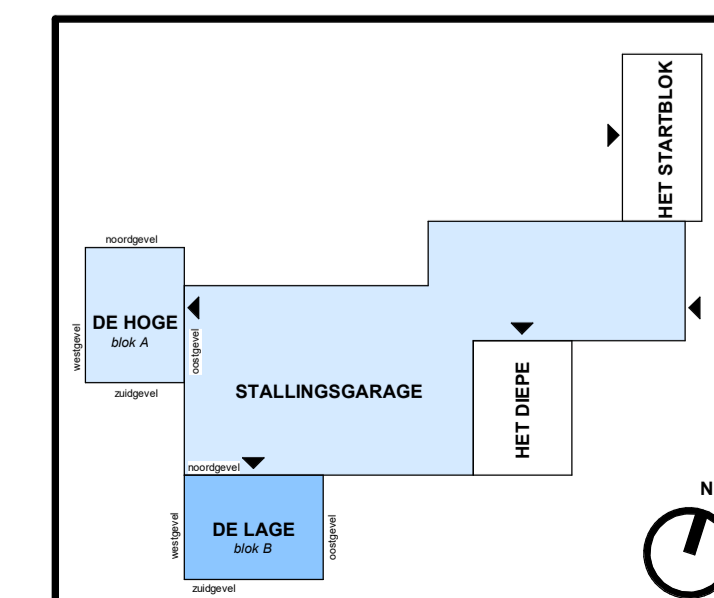 HET STARTBLOK
noordgevel
DE HOGE
blok A
westgevel
oostgevel
zuidgevel
STALLINGSGARAGE
HET DIEPE
noordgevel
DE LAGE
blok B
westgevel
oostgevel
zuidgevel
N